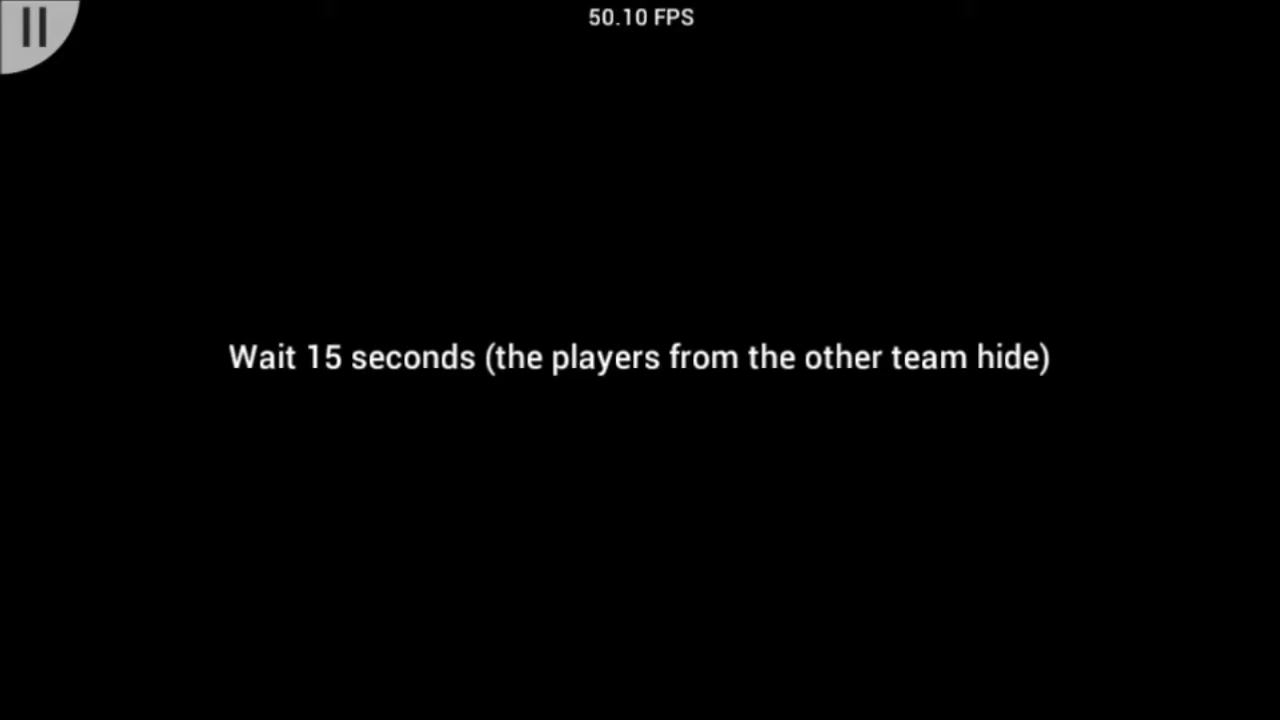 50.10 FPS
Wait 15 seconds (the players from the other team hide)